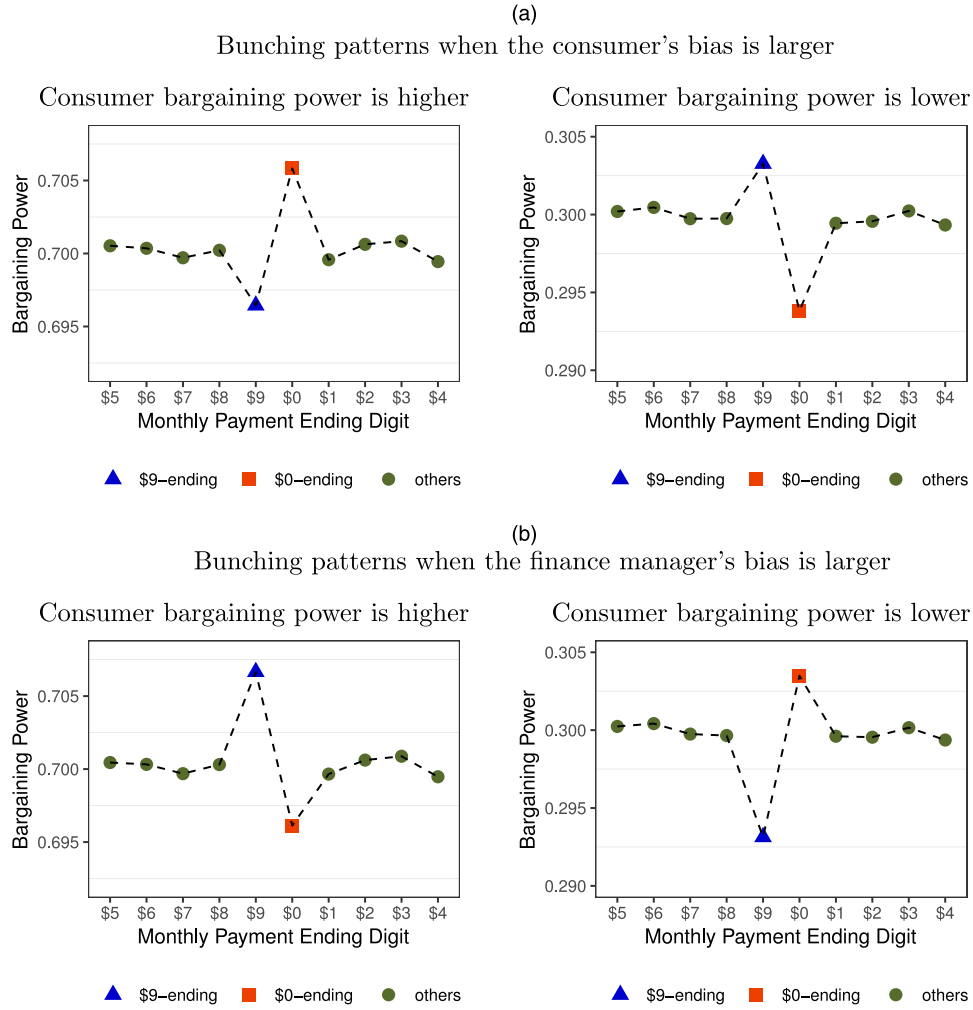 (a)
Bunching patterns when the consumer's bias is larger
Consumer bargaining power is higher
Bargaining Power
0.705
0.700
0.695
$5 $6 $7 $8 $9 $0 $1 $2 $3 $4
Monthly Payment Ending Digit
$9−ending $0−ending others
Consumer bargaining power is lower
Bargaining Power
0.305
0.300
0.295
0.290
$5 $6 $7 $8 $9 $0 $1 $2 $3 $4
Monthly Payment Ending Digit
$9−ending $0−ending others
(b)
Bunching patterns when the finance manager's bias is larger
Consumer bargaining power is higher
Bargaining Power
0.705
0.700
0.695
$5 $6 $7 $8 $9 $0 $1 $2 $3 $4
Monthly Payment Ending Digit
$9−ending $0−ending others
Consumer bargaining power is lower
Bargaining Power
0.305
0.300
0.295
0.290
$5 $6 $7 $8 $9 $0 $1 $2 $3 $4
Monthly Payment Ending Digit
$9−ending $0−ending others